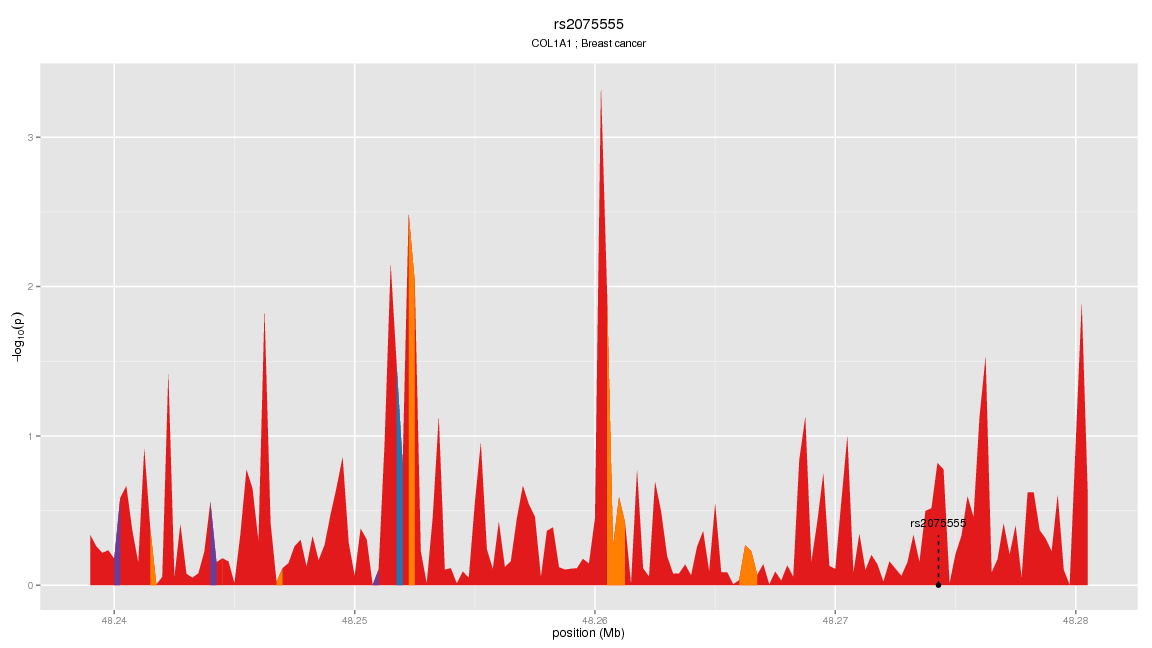 rs2075555
COL1A1 ; Breast cancer
−log10(p)
3
2
1
0
rs2075555
48.24 48.25 48.26 48.27 48.28
position (Mb)